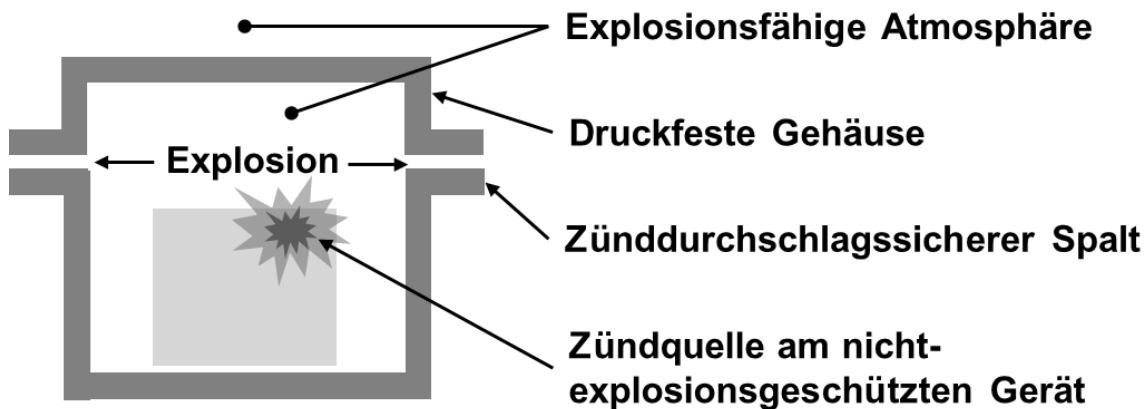 Explosionsfähige Atmosphäre
Druckfeste Gehäuse
Explosion
Zünddurchschlagssicherer Spalt
Zündquelle am nicht-
explosionsgeschützten Gerät